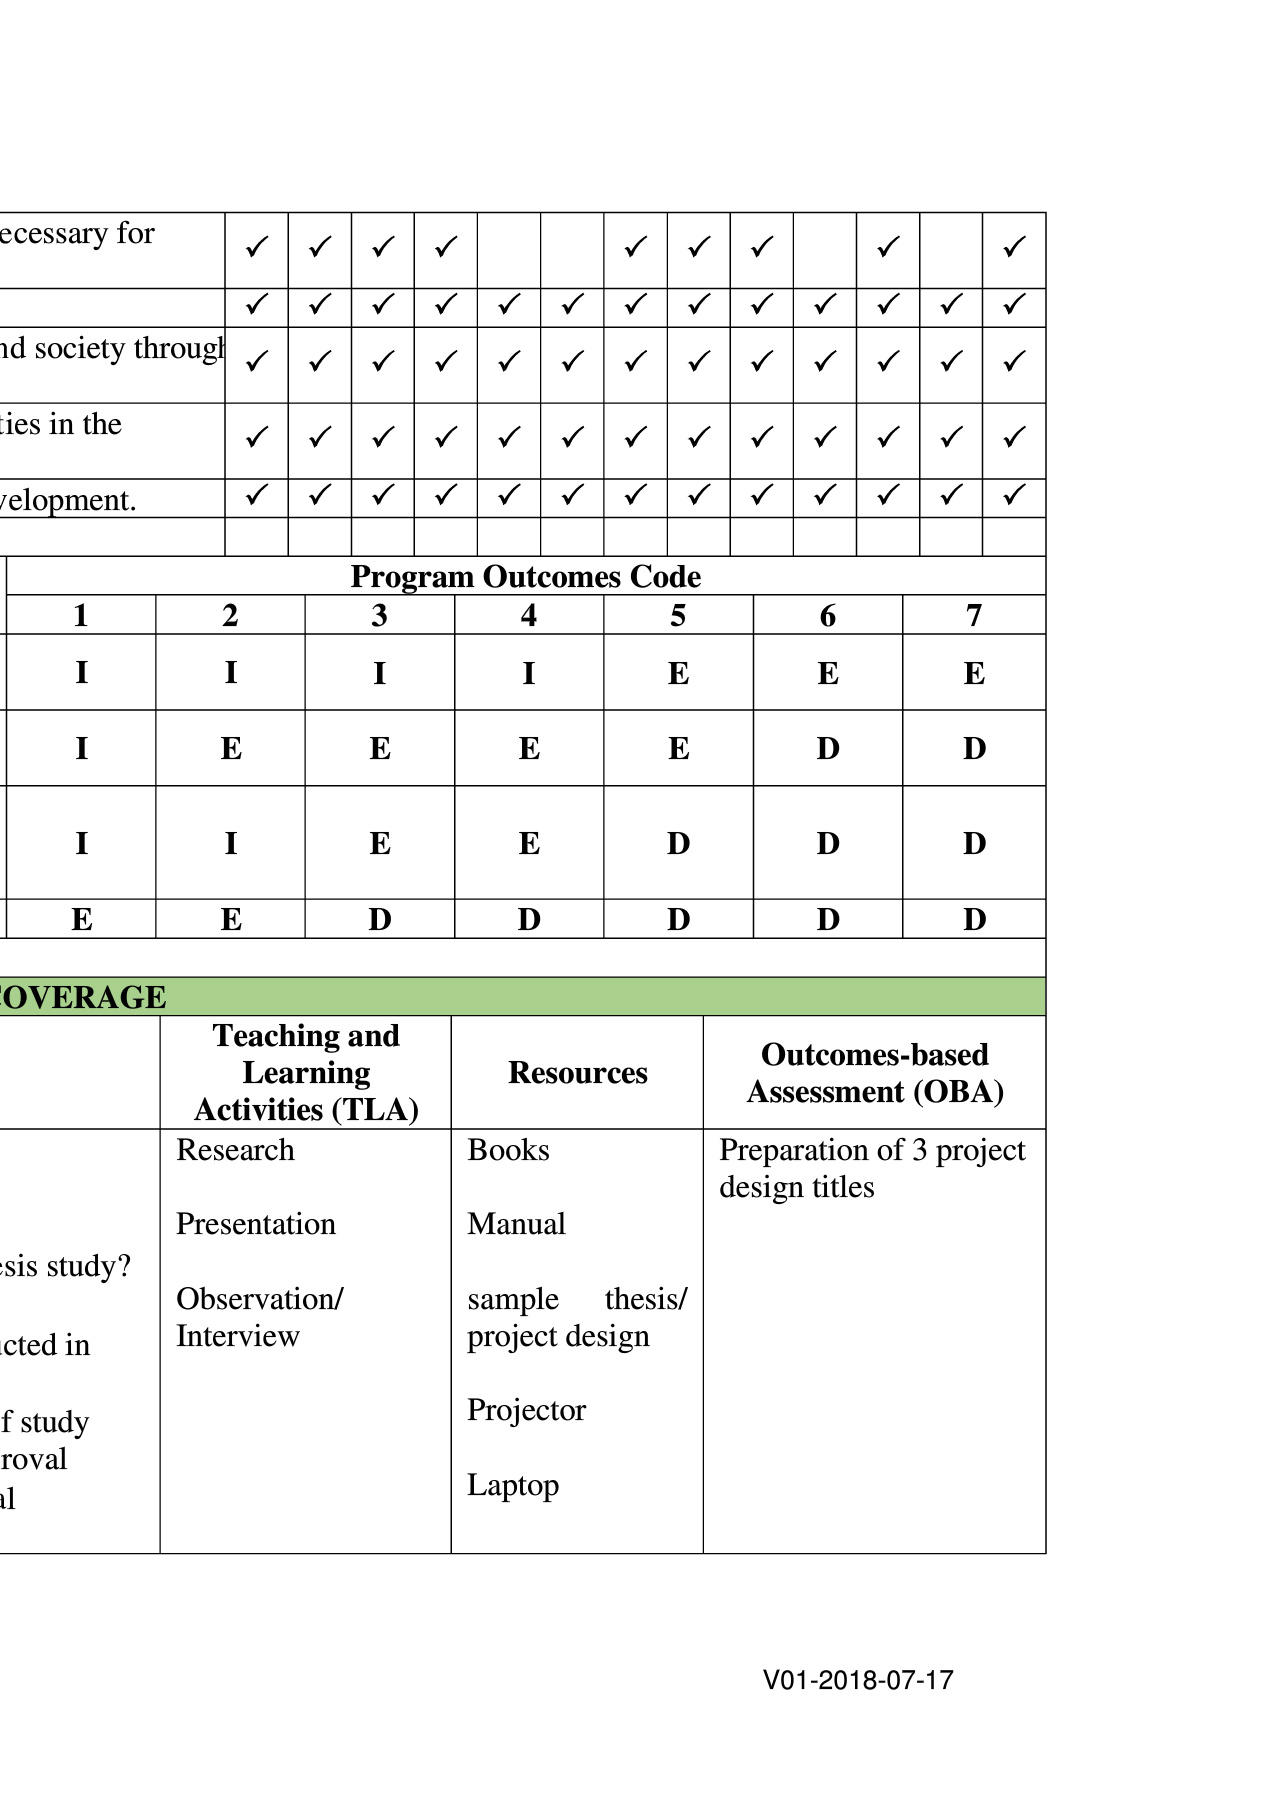 ecessary for ✓ ✓ ✓ ✓ ✓ ✓ ✓ ✓ ✓
✓ ✓ ✓ ✓ ✓ ✓ ✓ ✓ ✓ ✓ ✓ ✓ ✓
nd society through ✓ ✓ ✓ ✓ ✓ ✓ ✓ ✓ ✓ ✓ ✓ ✓ ✓
ties in the ✓ ✓ ✓ ✓ ✓ ✓ ✓ ✓ ✓ ✓ ✓ ✓ ✓
velopment. ✓ ✓ ✓ ✓ ✓ ✓ ✓ ✓ ✓ ✓ ✓ ✓ ✓
Program Outcomes Code
1 2 3 4 5 6 7
I I I I E E E
I E E E E D D
I I E E D D D
E E D D D D D
COVERAGE
Teaching and
Learning
Activities (TLA)
Resources
Outcomes-based
Assessment (OBA)
esis study?
ucted in
f study
roval
al
Research
Presentation
Observation/
Interview
Books
Manual
sample thesis/
project design
Projector
Laptop
Preparation of 3 project
design titles
V01-2018-07-17